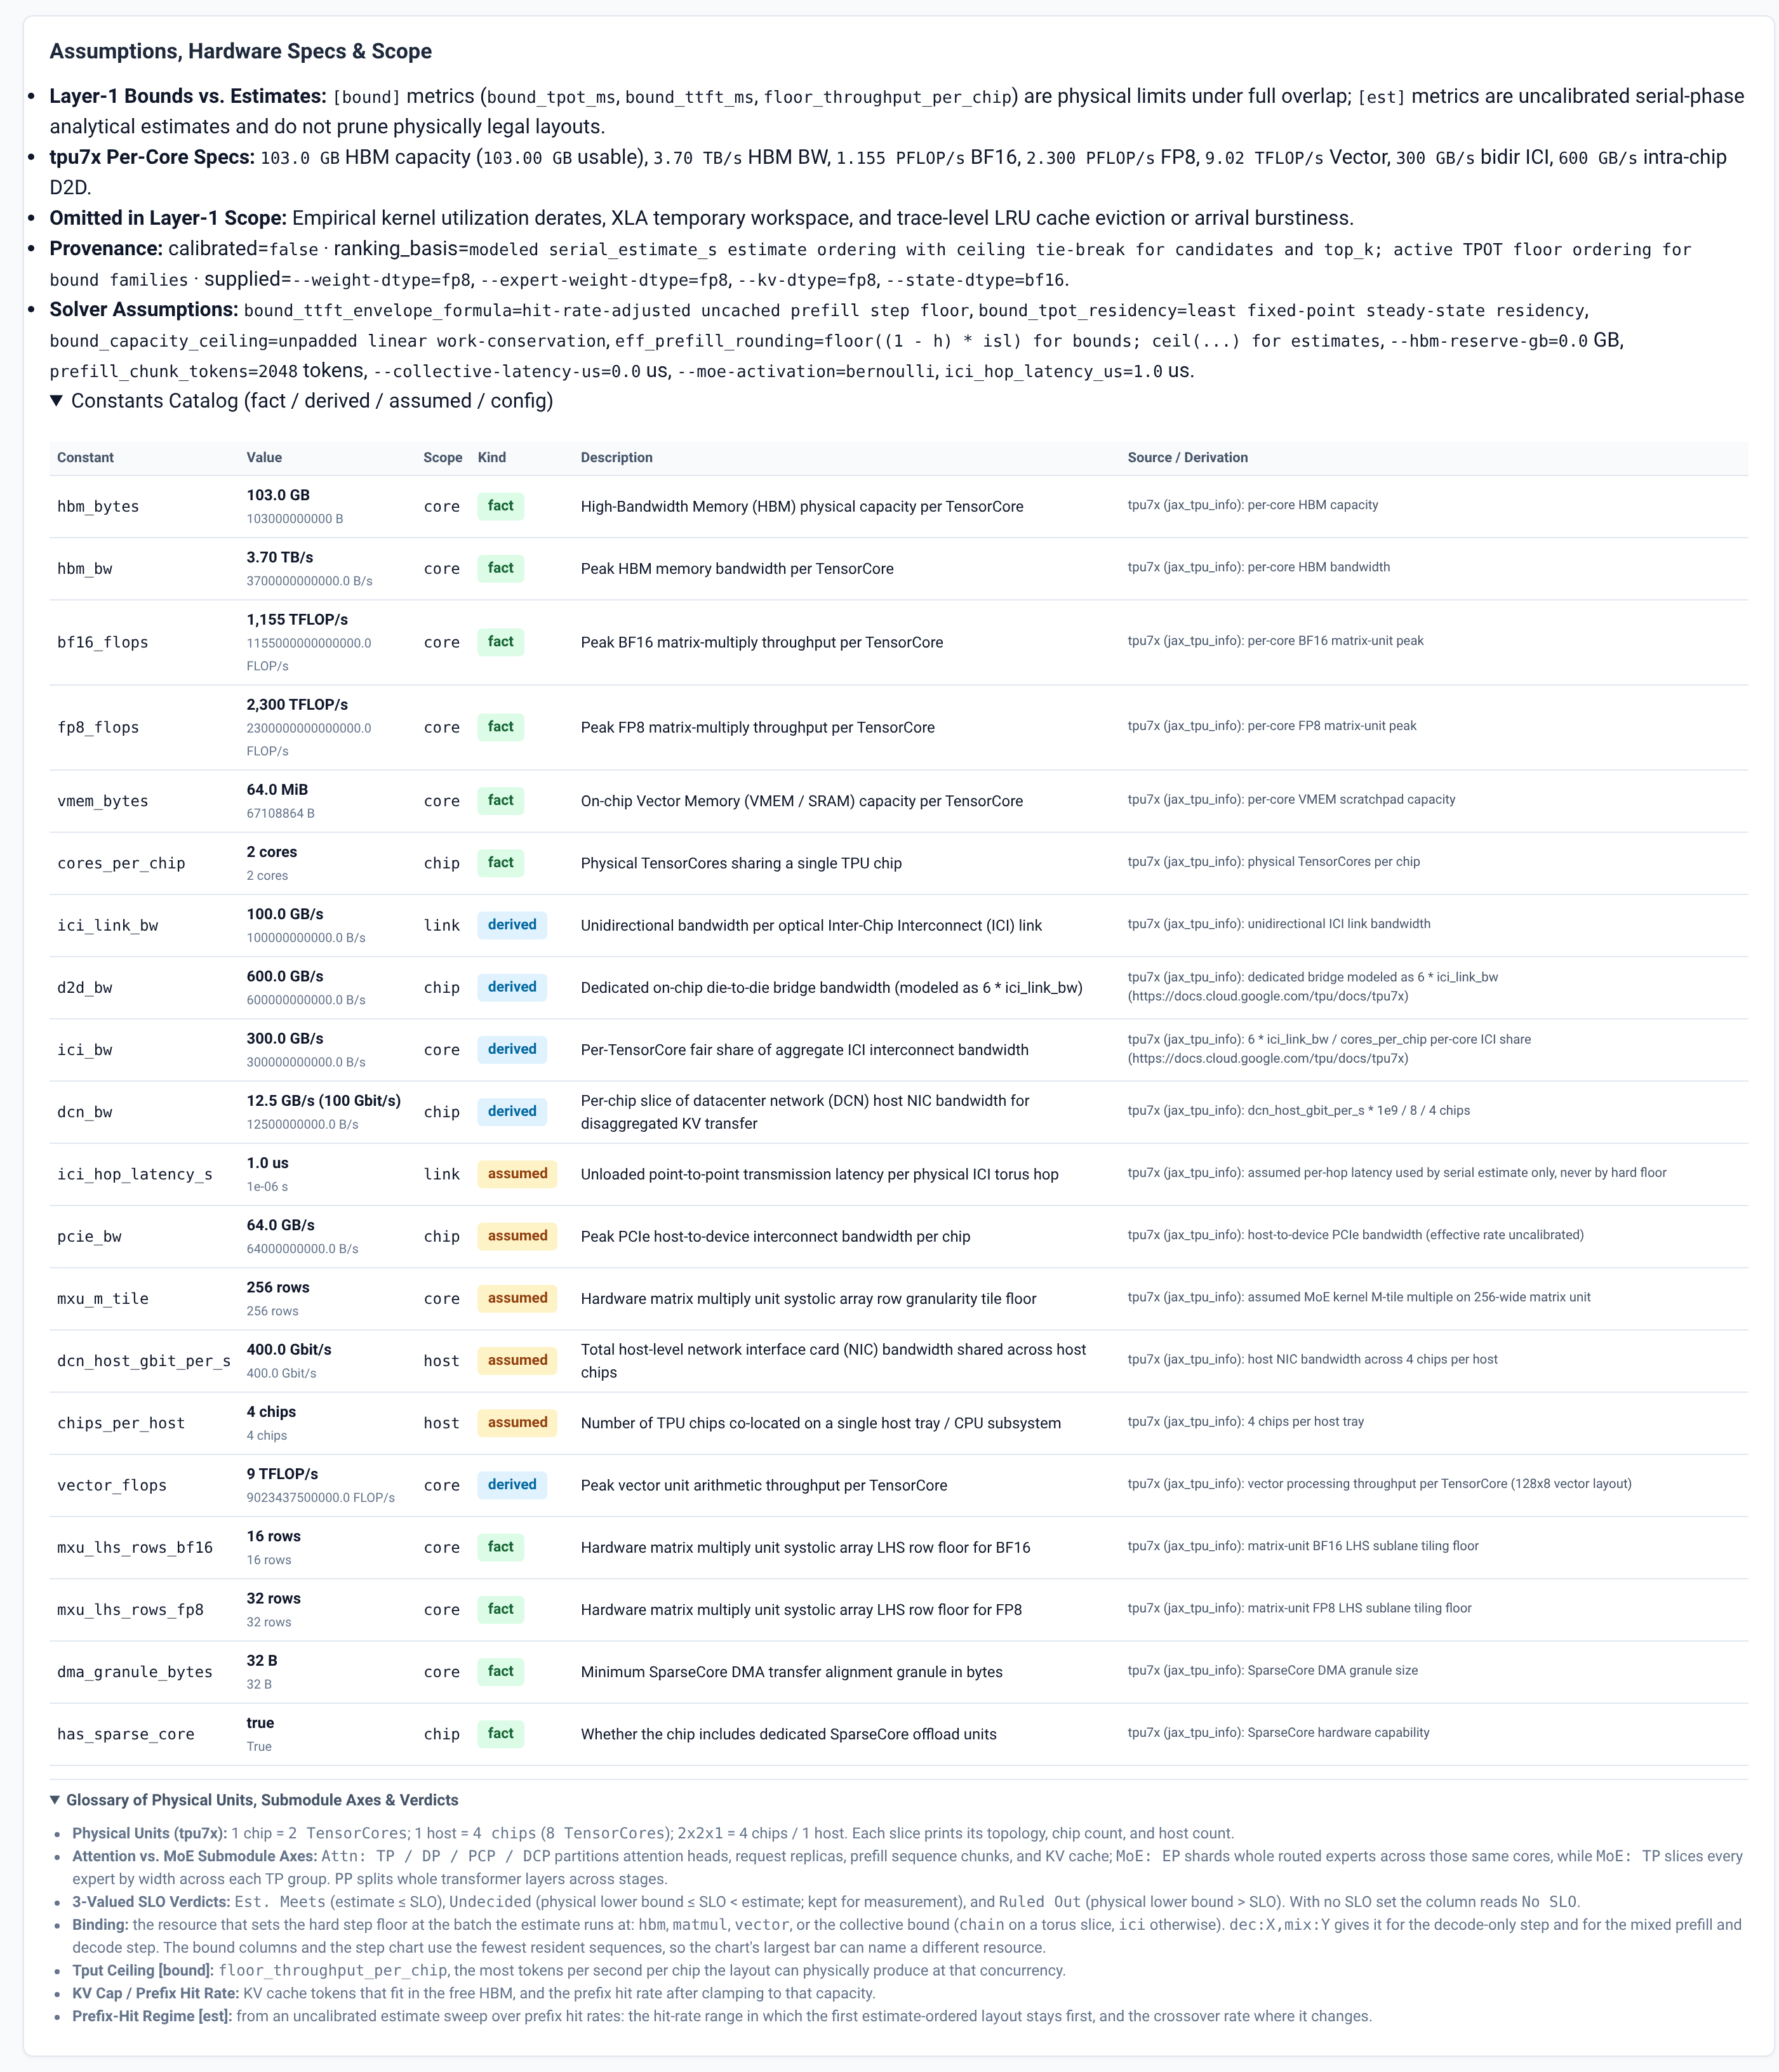 Assumptions, Hardware Specs & Scope
• Layer-1 Bounds vs. Estimates: [bound] metrics (bound_tpot_ms, bound_ttft_ms, floor_throughput_per_chip) are physical limits under full overlap; [est] metrics are uncalibrated serial-phase
analytical estimates and do not prune physically legal layouts.
• tpu7x Per-Core Specs: 103.0 GB HBM capacity (103.00 GB usable), 3.70 TB/s HBM BW, 1.155 PFLOP/s BF16, 2.300 PFLOP/s FP8, 9.02 TFLOP/s Vector, 300 GB/s bidir ICI, 600 GB/s intra-chip
D2D.
• Omitted in Layer-1 Scope: Empirical kernel utilization derates, XLA temporary workspace, and trace-level LRU cache eviction or arrival burstiness.
• Provenance: calibrated=false · ranking_basis=modeled serial_estimate_s estimate ordering with ceiling tie-break for candidates and top_k; active TPOT floor ordering for
bound families · supplied=--weight-dtype=fp8, --expert-weight-dtype=fp8, --kv-dtype=fp8, --state-dtype=bf16.
• Solver Assumptions: bound_ttft_envelope_formula=hit-rate-adjusted uncached prefill step floor, bound_tpot_residency=least fixed-point steady-state residency,
bound_capacity_ceiling=unpadded linear work-conservation, eff_prefill_rounding=floor((1 - h) * isl) for bounds; ceil(...) for estimates, --hbm-reserve-gb=0.0 GB,
prefill_chunk_tokens=2048 tokens, --collective-latency-us=0.0 us, --moe-activation=bernoulli, ici_hop_latency_us=1.0 us.
▼ Constants Catalog (fact / derived / assumed / config)
Constant Value Scope Kind Description Source / Derivation
hbm_bytes 103.0 GB core fact High-Bandwidth Memory (HBM) physical capacity per TensorCore tpu7x (jax_tpu_info): per-core HBM capacity
103000000000 B
hbm_bw 3.70 TB/s core fact Peak HBM memory bandwidth per TensorCore tpu7x (jax_tpu_info): per-core HBM bandwidth
3700000000000.0 B/s
bf16_flops 1,155 TFLOP/s core fact Peak BF16 matrix-multiply throughput per TensorCore tpu7x (jax_tpu_info): per-core BF16 matrix-unit peak
1155000000000000.0
FLOP/s
fp8_flops 2,300 TFLOP/s core fact Peak FP8 matrix-multiply throughput per TensorCore tpu7x (jax_tpu_info): per-core FP8 matrix-unit peak
2300000000000000.0
FLOP/s
vmem_bytes 64.0 MiB core fact On-chip Vector Memory (VMEM / SRAM) capacity per TensorCore tpu7x (jax_tpu_info): per-core VMEM scratchpad capacity
67108864 B
cores_per_chip 2 cores chip fact Physical TensorCores sharing a single TPU chip tpu7x (jax_tpu_info): physical TensorCores per chip
2 cores
ici_link_bw 100.0 GB/s link derived Unidirectional bandwidth per optical Inter-Chip Interconnect (ICI) link tpu7x (jax_tpu_info): unidirectional ICI link bandwidth
100000000000.0 B/s
d2d_bw 600.0 GB/s chip derived Dedicated on-chip die-to-die bridge bandwidth (modeled as 6 * ici_link_bw) tpu7x (jax_tpu_info): dedicated bridge modeled as 6 * ici_link_bw
600000000000.0 B/s (https://docs.cloud.google.com/tpu/docs/tpu7x)
ici_bw 300.0 GB/s core derived Per-TensorCore fair share of aggregate ICI interconnect bandwidth tpu7x (jax_tpu_info): 6 * ici_link_bw / cores_per_chip per-core ICI share
300000000000.0 B/s (https://docs.cloud.google.com/tpu/docs/tpu7x)
dcn_bw 12.5 GB/s (100 Gbit/s) chip derived Per-chip slice of datacenter network (DCN) host NIC bandwidth for tpu7x (jax_tpu_info): dcn_host_gbit_per_s * 1e9 / 8 / 4 chips
12500000000.0 B/s disaggregated KV transfer
ici_hop_latency_s 1.0 us link assumed Unloaded point-to-point transmission latency per physical ICI torus hop tpu7x (jax_tpu_info): assumed per-hop latency used by serial estimate only, never by hard floor
1e-06 s
pcie_bw 64.0 GB/s chip assumed Peak PCIe host-to-device interconnect bandwidth per chip tpu7x (jax_tpu_info): host-to-device PCIe bandwidth (effective rate uncalibrated)
64000000000.0 B/s
mxu_m_tile 256 rows core assumed Hardware matrix multiply unit systolic array row granularity tile floor tpu7x (jax_tpu_info): assumed MoE kernel M-tile multiple on 256-wide matrix unit
256 rows
dcn_host_gbit_per_s 400.0 Gbit/s host assumed Total host-level network interface card (NIC) bandwidth shared across host tpu7x (jax_tpu_info): host NIC bandwidth across 4 chips per host
400.0 Gbit/s chips
chips_per_host 4 chips host assumed Number of TPU chips co-located on a single host tray / CPU subsystem tpu7x (jax_tpu_info): 4 chips per host tray
4 chips
vector_flops 9 TFLOP/s core derived Peak vector unit arithmetic throughput per TensorCore tpu7x (jax_tpu_info): vector processing throughput per TensorCore (128x8 vector layout)
9023437500000.0 FLOP/s
mxu_lhs_rows_bf16 16 rows core fact Hardware matrix multiply unit systolic array LHS row floor for BF16 tpu7x (jax_tpu_info): matrix-unit BF16 LHS sublane tiling floor
16 rows
mxu_lhs_rows_fp8 32 rows core fact Hardware matrix multiply unit systolic array LHS row floor for FP8 tpu7x (jax_tpu_info): matrix-unit FP8 LHS sublane tiling floor
32 rows
dma_granule_bytes 32 B core fact Minimum SparseCore DMA transfer alignment granule in bytes tpu7x (jax_tpu_info): SparseCore DMA granule size
32 B
has_sparse_core true chip fact Whether the chip includes dedicated SparseCore offload units tpu7x (jax_tpu_info): SparseCore hardware capability
True
▼ Glossary of Physical Units, Submodule Axes & Verdicts
• Physical Units (tpu7x): 1 chip = 2 TensorCores; 1 host = 4 chips (8 TensorCores); 2x2x1 = 4 chips / 1 host. Each slice prints its topology, chip count, and host count.
• Attention vs. MoE Submodule Axes: Attn: TP / DP / PCP / DCP partitions attention heads, request replicas, prefill sequence chunks, and KV cache; MoE: EP shards whole routed experts across those same cores, while MoE: TP slices every
expert by width across each TP group. PP splits whole transformer layers across stages.
• 3-Valued SLO Verdicts: Est. Meets (estimate ≤ SLO), Undecided (physical lower bound ≤ SLO < estimate; kept for measurement), and Ruled Out (physical lower bound > SLO). With no SLO set the column reads No SLO.
• Binding: the resource that sets the hard step floor at the batch the estimate runs at: hbm, matmul, vector, or the collective bound (chain on a torus slice, ici otherwise). dec:X,mix:Y gives it for the decode-only step and for the mixed prefill and
decode step. The bound columns and the step chart use the fewest resident sequences, so the chart's largest bar can name a different resource.
• Tput Ceiling [bound]: floor_throughput_per_chip, the most tokens per second per chip the layout can physically produce at that concurrency.
• KV Cap / Prefix Hit Rate: KV cache tokens that fit in the free HBM, and the prefix hit rate after clamping to that capacity.
• Prefix-Hit Regime [est]: from an uncalibrated estimate sweep over prefix hit rates: the hit-rate range in which the first estimate-ordered layout stays first, and the crossover rate where it changes.